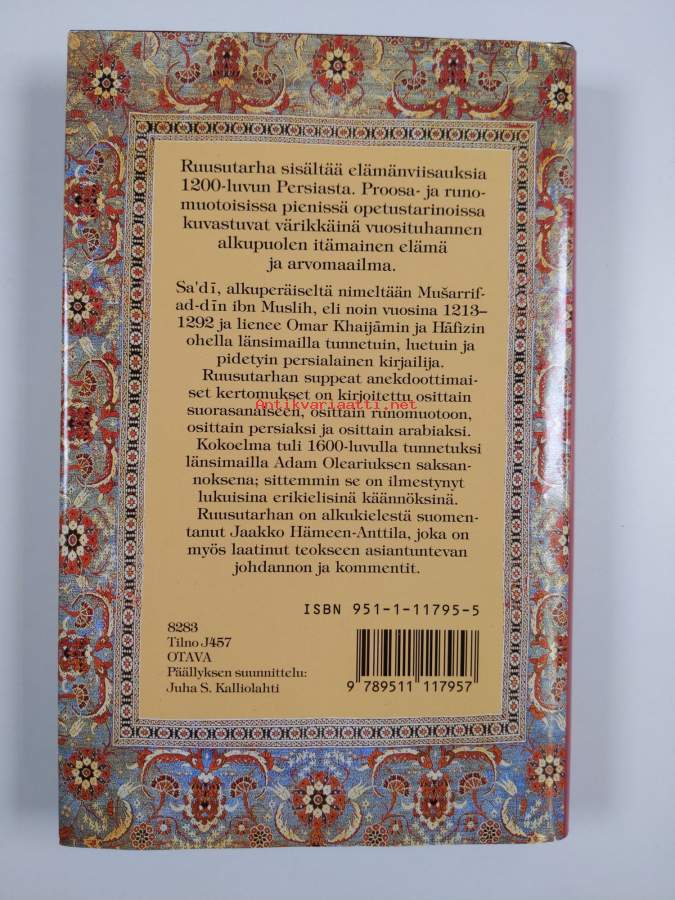 Ruusutarha sisältää elämänviisauksia
1200-luvun Persiasta. Proosa- ja runo-
muotoisissa pienissä opetustarinoissa
kuvastuvat värikkäinä vuosituhannen
alkupuolen itämainen elämä
ja arvomaailma.
Sa'dī, alkuperäiseltä nimeltään Mušarrif-
ad-dīn ibn Muslih, eli noin vuosina 1213–
1292 ja lienee Omar Khaijāmin ja Hāfizin
ohella länsimailla tunnetuin, luetuin ja
pidetyin persialainen kirjailija.
Ruusutarhan suppeat anekdoottimai-
set kertomukset on kirjoitettu osittain
Antikvariaatti.net
suorasanaiseen, osittain runomuotoon,
osittain persiaksi ja osittain arabiaksi.
Kokoelma tuli 1600-luvulla tunnetuksi
länsimailla Adam Oleariuksen saksan-
noksena; sittemmin se on ilmestynyt
lukuisina erikielisinä käännöksinä.
Ruusutarhan on alkukielestä suomen-
tanut Jaakko Hämeen-Anttila, joka on
myös laatinut teokseen asiantuntevan
johdannon ja kommentit.
ISBN 951-1-11795-5
8283
Tilno J457
OTAVA
Päällyksen suunnittelu:
Juha S. Kalliolahti
9 789511 117957